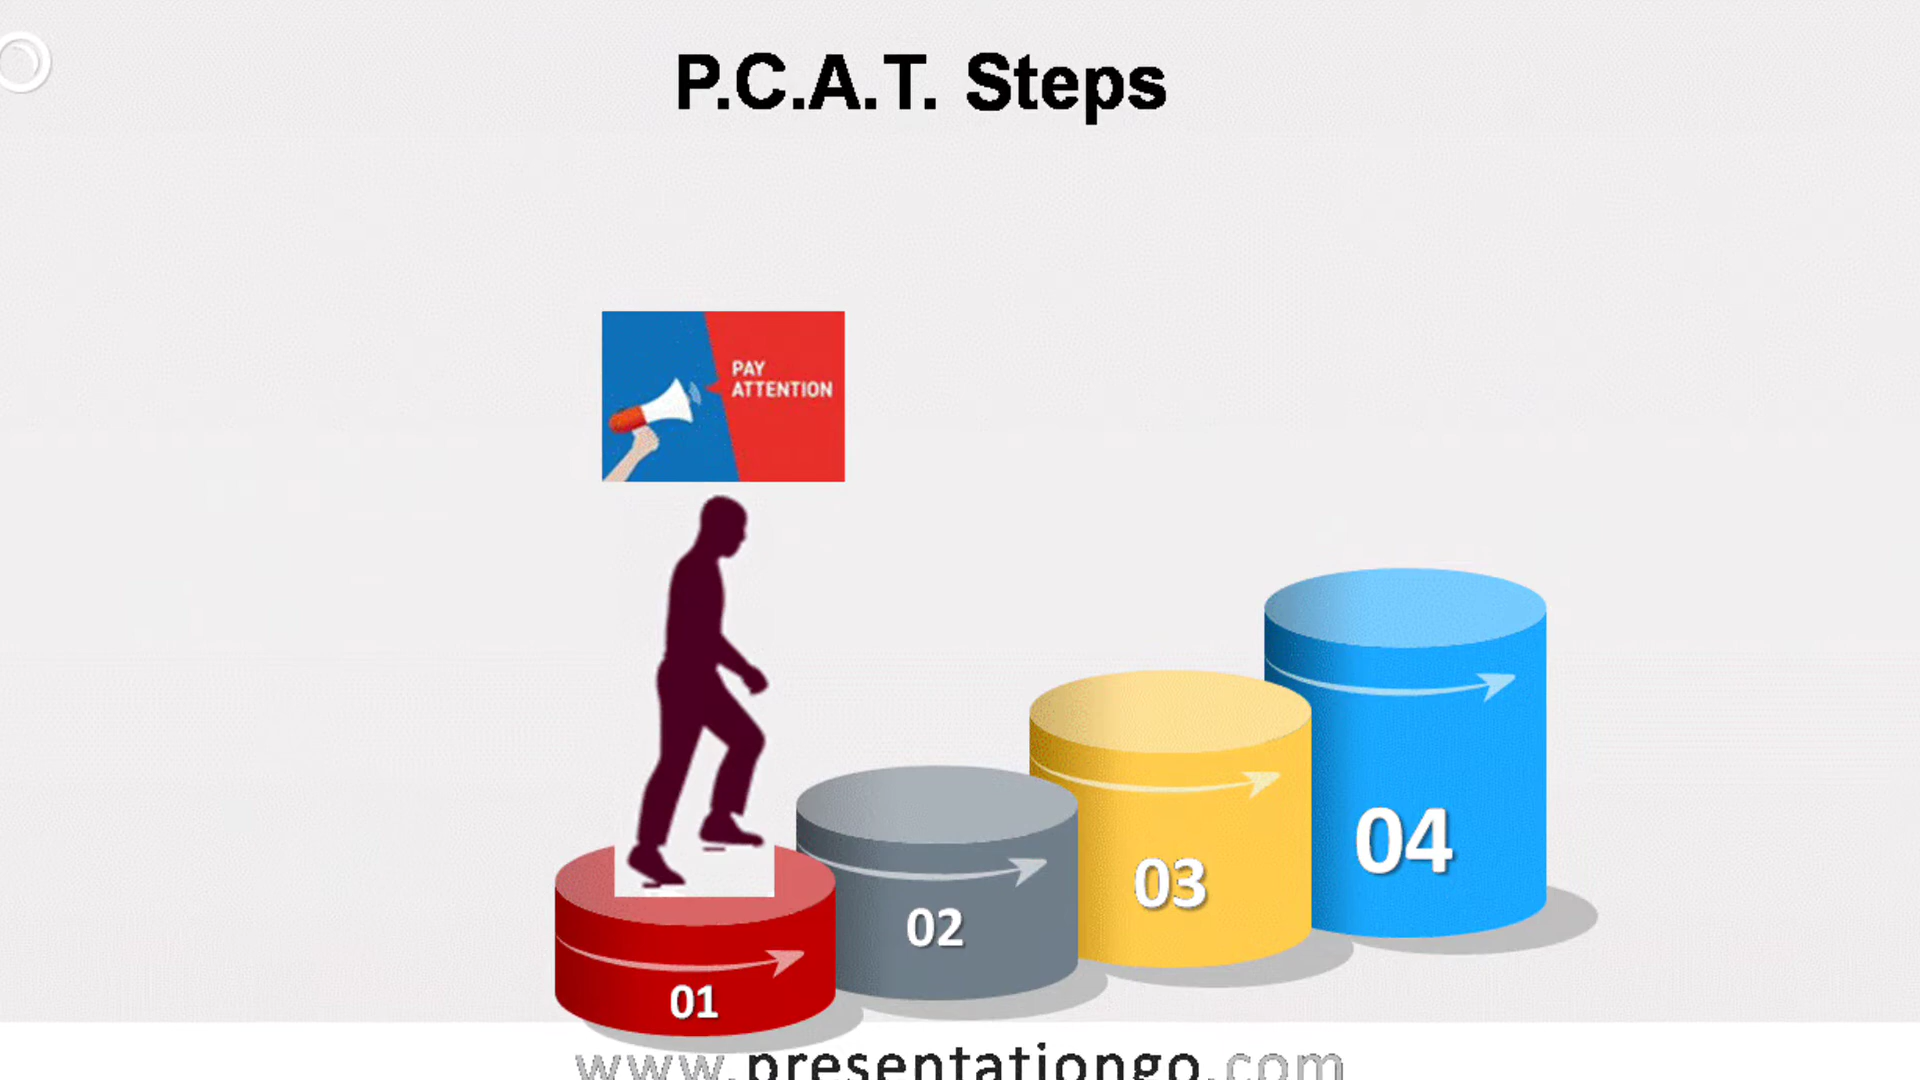 P.C.A.T. Steps
PAY
ATTENTION
04
03
02
01
www.presentationgo.com